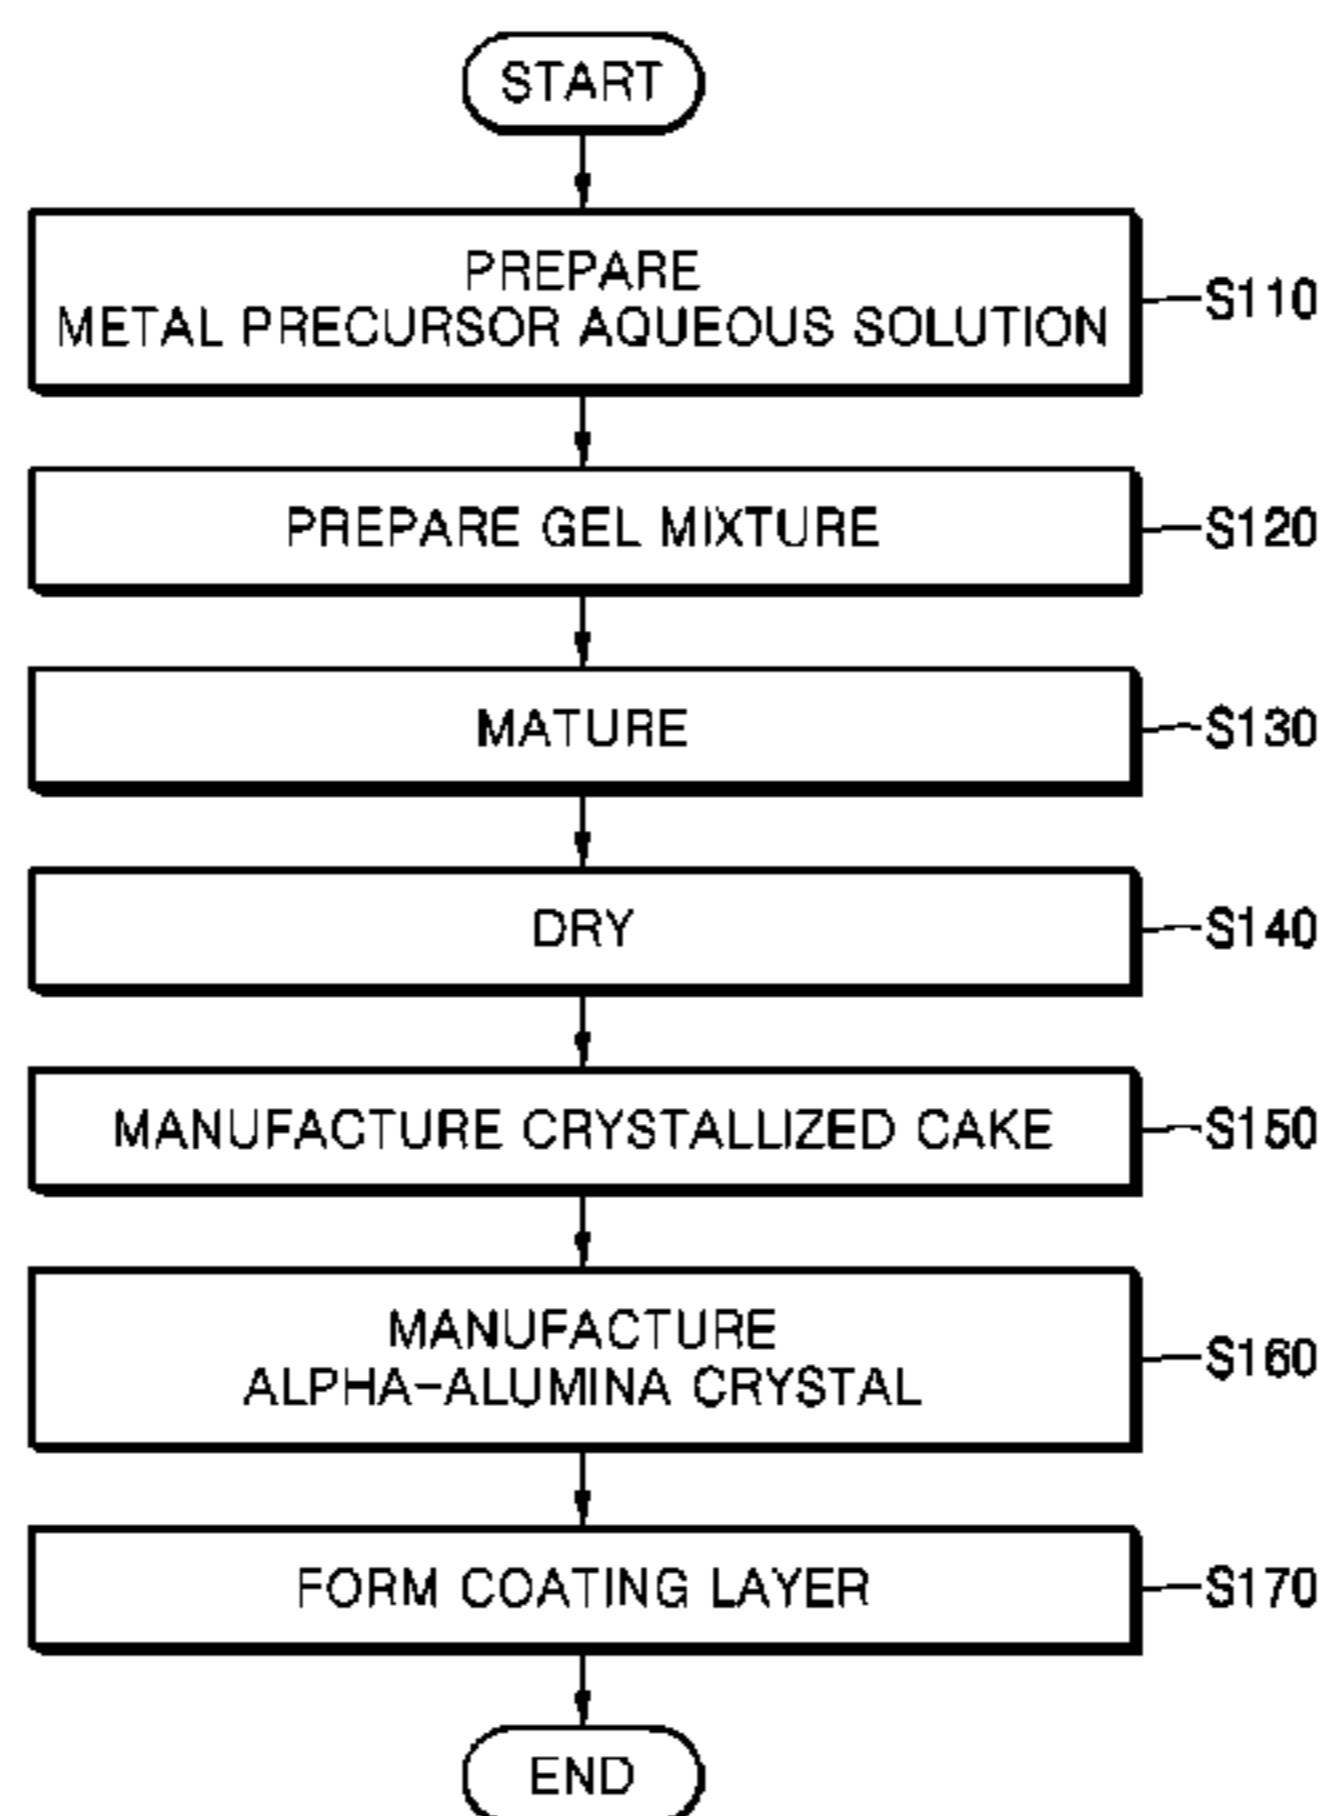 START
PREPARE
METAL PRECURSOR AQUEOUS SOLUTION
S110
PREPARE GEL MIXTURE
S120
MATURE
S130
DRY
S140
MANUFACTURE CRYSTALLIZED CAKE
S150
MANUFACTURE
ALPHA-ALUMINA CRYSTAL
S160
FORM COATING LAYER
S170
END